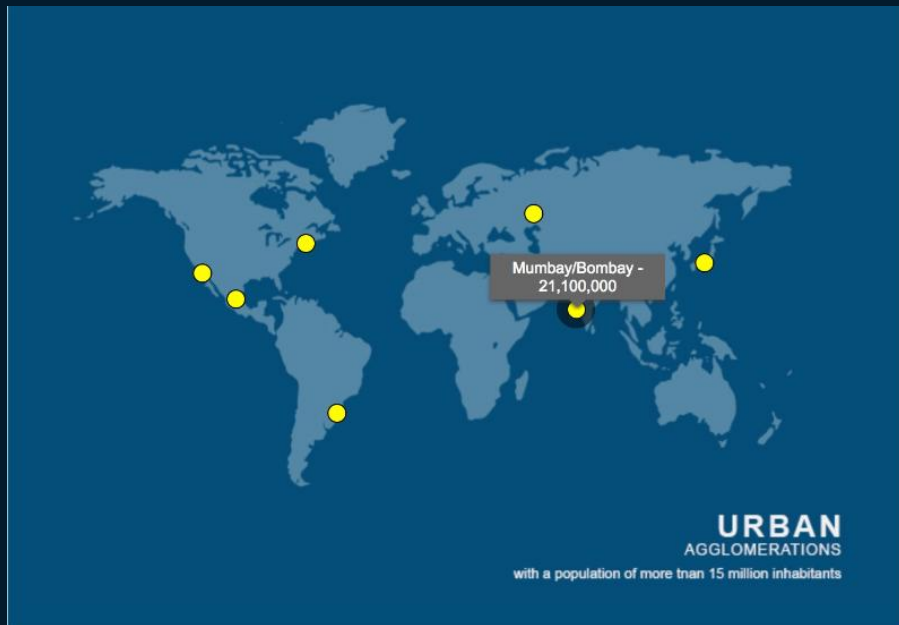 Mumbay/Bombay -
21,100,000
URBAN
AGGLOMERATIONS
with a population of more tnan 15 million inhabitants